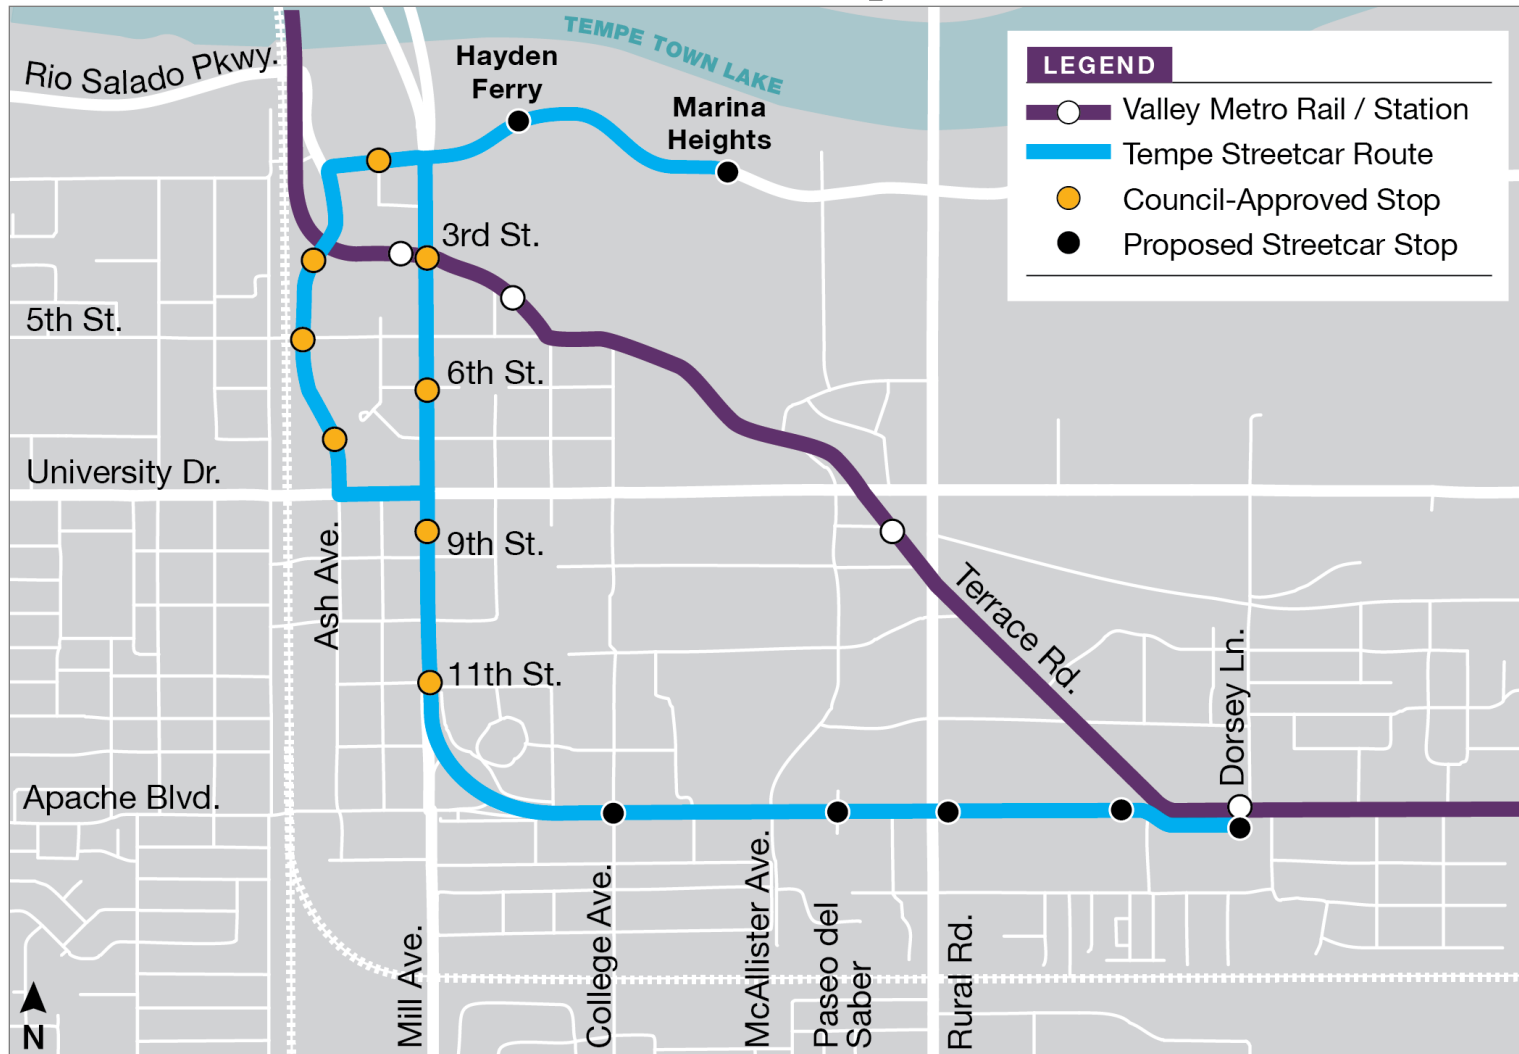 TEMPE TOWN LAKE
Rio Salado Pkwy.
Hayden
Ferry
Marina
Heights
LEGEND
Valley Metro Rail / Station
Tempe Streetcar Route
Council-Approved Stop
Proposed Streetcar Stop
3rd St.
5th St.
6th St.
University Dr.
9th St.
Ash Ave.
Terrace Rd.
11th St.
Dorsey Ln.
Apache Blvd.
Mill Ave.
College Ave.
McAllister Ave.
Paseo del
Saber
Rural Rd.
N